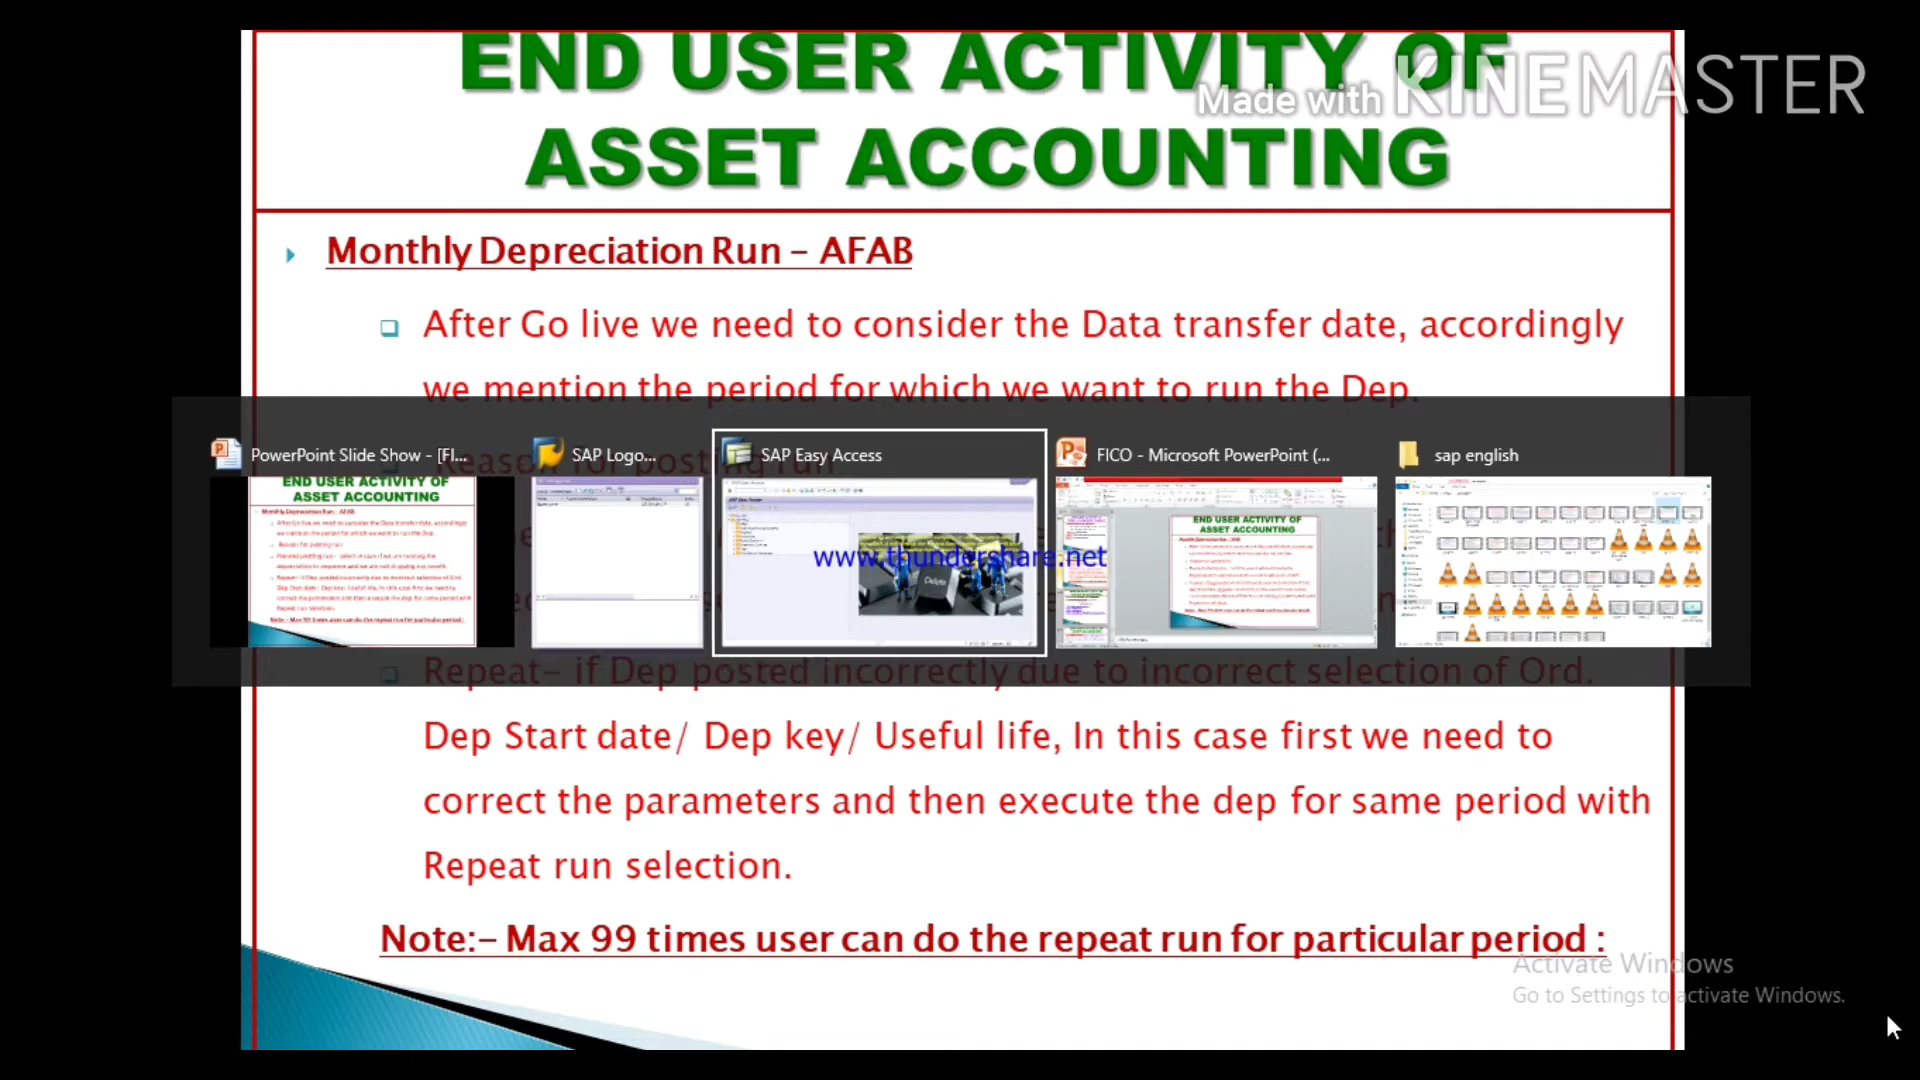 END USER ACTIVITY OF
ASSET ACCOUNTING
Made with KINEMASTER
Monthly Depreciation Run – AFAB
After Go live we need to consider the Data transfer date, accordingly
we mention the period for which we want to run the Dep.
Reason for posting run
PowerPoint Slide Show - [FI...
SAP Logo...
SAP Easy Access
FICO - Microsoft PowerPoint (...
sap english
END USER ACTIVITY OF
ASSET ACCOUNTING
Delete
END USER ACTIVITY OF
ASSET ACCOUNTING
www.thundershare.net
Repeat– if Dep posted incorrectly due to incorrect selection of Ord.
Dep Start date/ Dep key/ Useful life, In this case first we need to
correct the parameters and then execute the dep for same period with
Repeat run selection.
Note:– Max 99 times user can do the repeat run for particular period :
Activate Windows
Go to Settings to activate Windows.